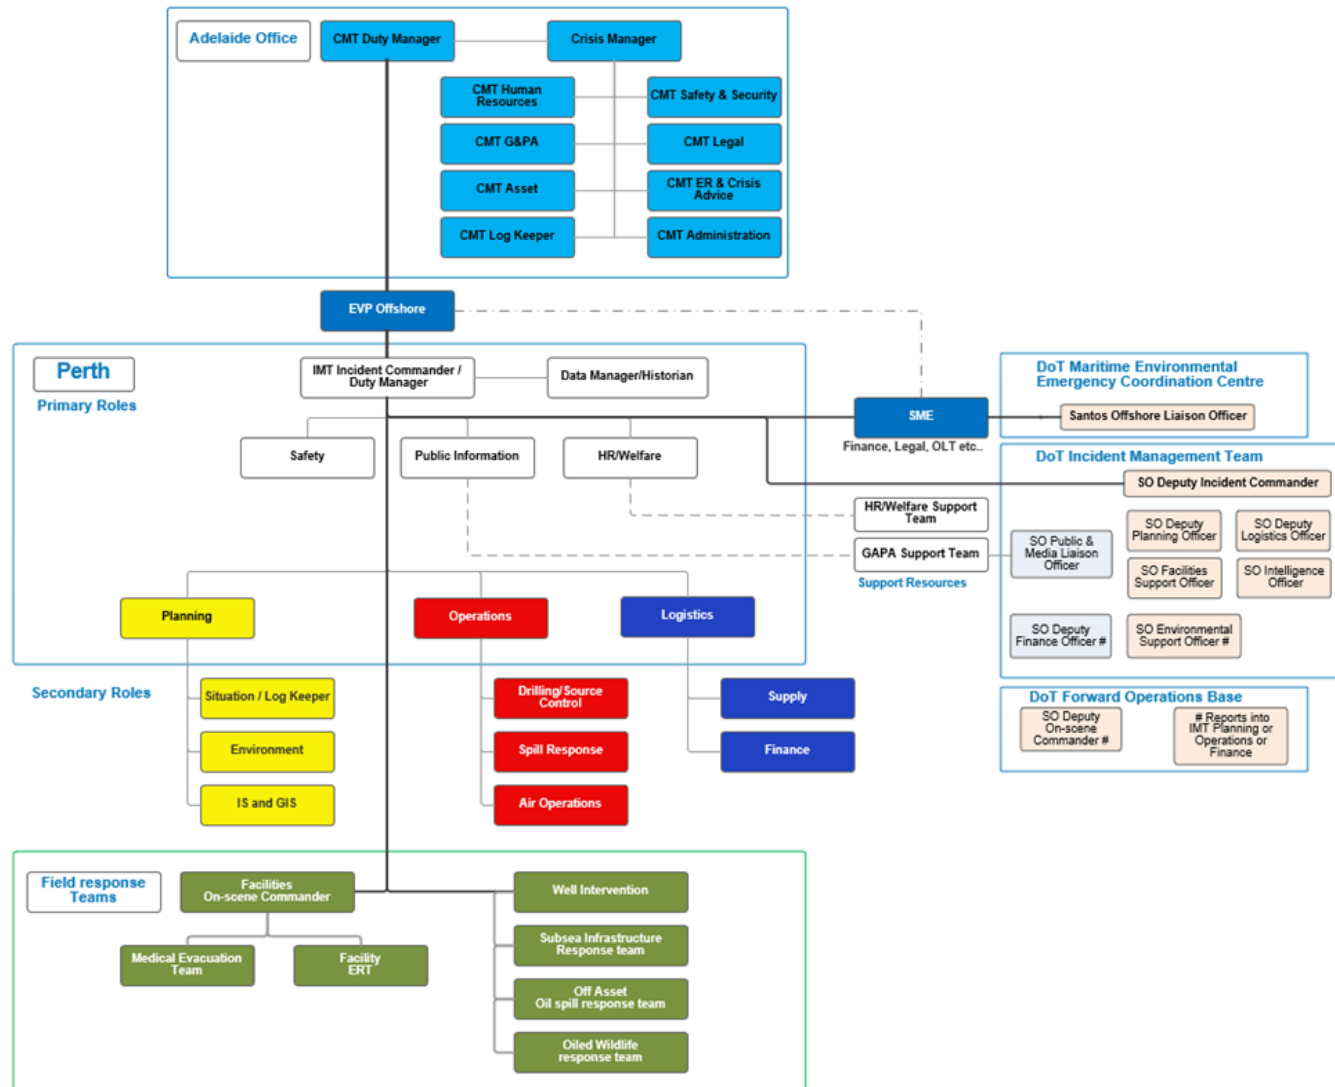 Adelaide Office
CMT Duty Manager
Crisis Manager
CMT Human
Resources
CMT Safety & Security
CMT G&PA
CMT Legal
CMT Asset
CMT ER & Crisis
Advice
CMT Log Keeper
CMT Administration
EVP Offshore
Perth
Primary Roles
IMT Incident Commander /
Duty Manager
Data Manager/Historian
Safety
Public Information
HR/Welfare
SME
Finance, Legal, OLT etc..
DoT Maritime Environmental
Emergency Coordination Centre
Santos Offshore Liaison Officer
DoT Incident Management Team
SO Deputy Incident Commander
HR/Welfare Support
Team
GAPA Support Team
Support Resources
SO Public &
Media Liaison
Officer
SO Deputy
Planning Officer
SO Deputy
Logistics Officer
SO Facilities
Support Officer
SO Intelligence
Officer
SO Deputy
Finance Officer #
SO Environmental
Support Officer #
Planning
Operations
Logistics
Secondary Roles
Situation / Log Keeper
Environment
IS and GIS
Drilling/Source
Control
Spill Response
Air Operations
Supply
Finance
DoT Forward Operations Base
SO Deputy
On-scene
Commander #
# Reports into
IMT Planning or
Operations or
Finance
Field response
Teams
Facilities
On-scene Commander
Medical Evacuation
Team
Facility
ERT
Well Intervention
Subsea Infrastructure
Response team
Off Asset
Oil spill response team
Oiled Wildlife
response team